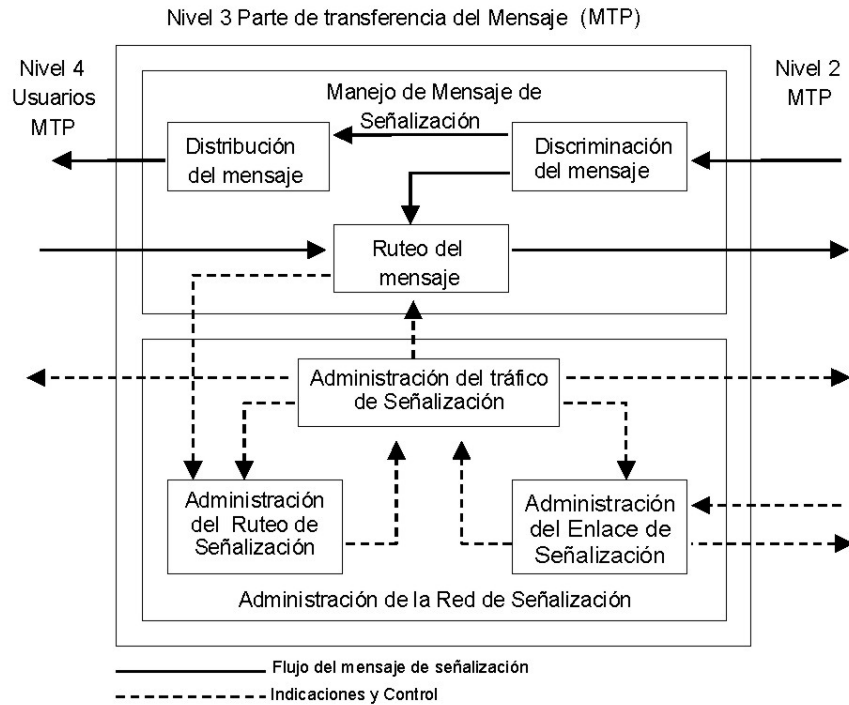 Nivel 3 Parte de transferencia del Mensaje (MTP)
Nivel 4
Usuarios
MTP
Nivel 2
MTP
Manejo de Mensaje de
Señalización
Distribución
del mensaje
Discriminación
del mensaje
Ruteo del
mensaje
Administración del tráfico
de Señalización
Administración
del Ruteo de
Señalización
Administración
del Enlace de
Señalización
Administración de la Red de Señalización
Flujo del mensaje de señalización
Indicaciones y Control